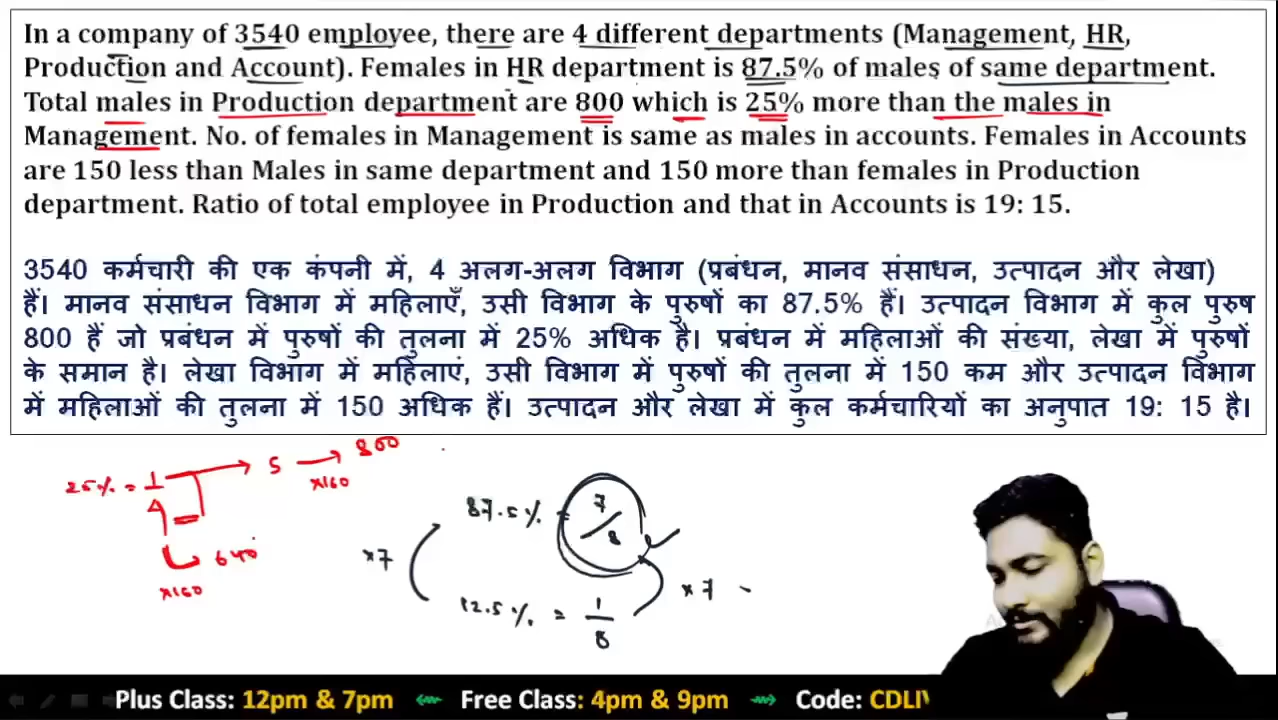 In a company of 3540 employee, there are 4 different departments (Management, HR,
Production and Account). Females in HR department is 87.5% of males of same department.
Total males in Production department are 800 which is 25% more than the males in
Management. No. of females in Management is same as males in accounts. Females in Accounts
are 150 less than Males in same department and 150 more than females in Production
department. Ratio of total employee in Production and that in Accounts is 19: 15.
3540 कर्मचारी की एक कंपनी में, 4 अलग-अलग विभाग (प्रबंधन, मानव संसाधन, उत्पादन और लेखा)
हैं। मानव संसाधन विभाग में महिलाएँ, उसी विभाग के पुरुषों का 87.5% हैं। उत्पादन विभाग में कुल पुरुष
800 हैं जो प्रबंधन में पुरुषों की तुलना में 25% अधिक है। प्रबंधन में महिलाओं की संख्या, लेखा में पुरुषों
के समान है। लेखा विभाग में महिलाएं, उसी विभाग में पुरुषों की तुलना में 150 कम और उत्पादन विभाग
में महिलाओं की तुलना में 150 अधिक हैं। उत्पादन और लेखा में कुल कर्मचारियों का अनुपात 19: 15 है।
25% = 1/4 → 5 → 800
×160
640
×160
87.5% = 7/8
×7
12.5% = 1/8
×7
Plus Class: 12pm & 7pm Free Class: 4pm & 9pm Code: CDLIV